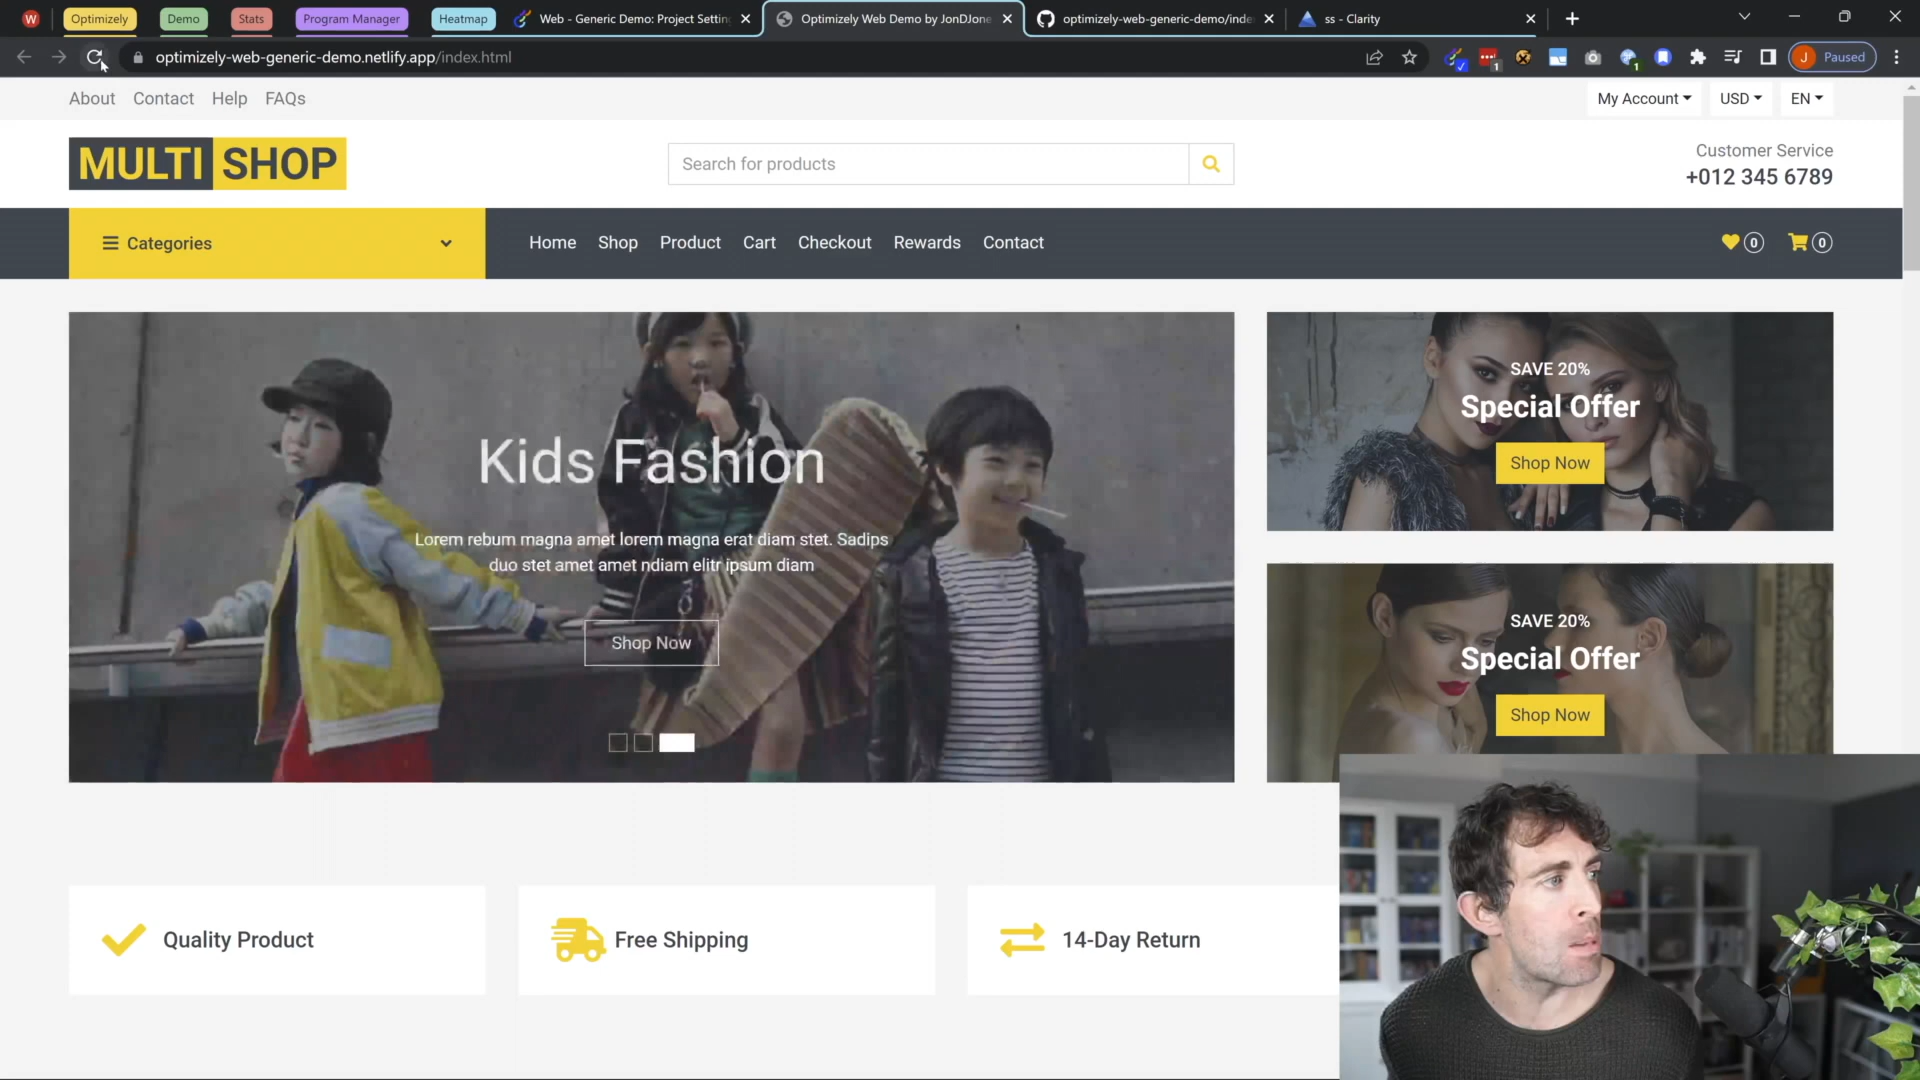 W
Optimizely
Demo
Stats
Program Manager
Heatmap
Web - Generic Demo: Project Settin
Optimizely Web Demo by JonDJone
optimizely-web-generic-demo/inde
ss - Clarity
optimizely-web-generic-demo.netlify.app/index.html
1
1
J
Paused
About
Contact
Help
FAQs
My Account
USD
EN
MULTI SHOP
Search for products
Customer Service
+012 345 6789
Categories
Home
Shop
Product
Cart
Checkout
Rewards
Contact
0
0
Kids Fashion
Lorem rebum magna amet lorem magna erat diam stet. Sadips
duo stet amet amet ndiam elitr ipsum diam
Shop Now
SAVE 20%
Special Offer
Shop Now
SAVE 20%
Special Offer
Shop Now
Quality Product
Free Shipping
14-Day Return